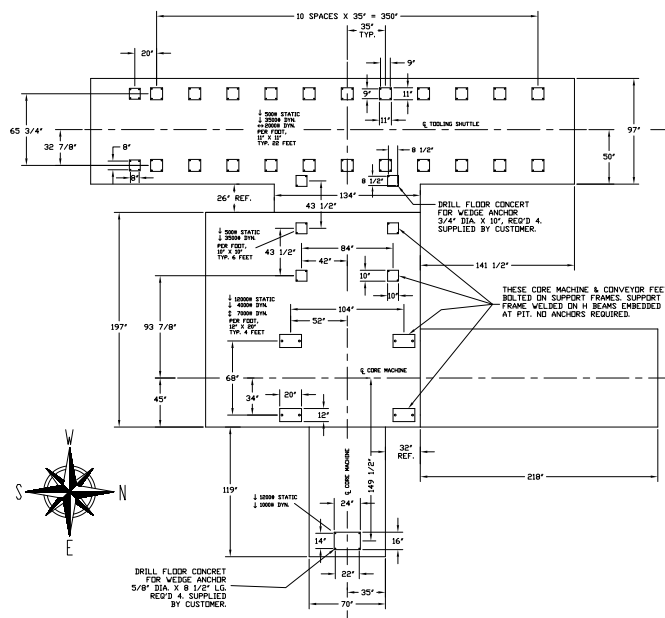 10 SPACES X 35" = 350"
35"
TYP.
20"
9"
9"
11"
11"
65 3/4"
32 7/8"
8"
8"
↓ 500# STATIC
↓ 3500# DYN.
↔2000# DYN.
PER FOOT,
11" X 11"
TYP. 22 FEET
℄ TOOLING SHUTTLE
97"
50"
8 1/2"
8 1/2"
134"
26" REF.
43 1/2"
DRILL FLOOR CONCERT
FOR WEDGE ANCHOR
3/4" DIA. X 10", REQ'D 4.
SUPPLIED BY CUSTOMER.
↓ 500# STATIC
↓ 3500# DYN.
PER FOOT,
10" X 10"
TYP. 6 FEET
43 1/2"
84"
42"
10"
10"
141 1/2"
THESE CORE MACHINE & CONVEYOR FEET
BOLTED ON SUPPORT FRAMES. SUPPORT
FRAME WELDED ON H BEAMS EMBEDDED
AT PIT. NO ANCHORS REQUIRED.
↓ 12000# STATIC
↓ 4000# DYN.
↕ 7000# DYN.
PER FOOT,
12" X 20"
TYP. 4 FEET
104"
52"
197"
93 7/8"
45"
68"
34"
20"
12"
℄ CORE MACHINE
32"
REF.
218"
149 1/2"
℄ CORE MACHINE
119"
↓ 1200# STATIC
↓ 1000# DYN.
24"
14"
16"
22"
35"
70"
DRILL FLOOR CONCRET
FOR WEDGE ANCHOR
5/8" DIA. X 8 1/2" LG.
REQ'D 4. SUPPLIED
BY CUSTOMER.
W
S
N
E